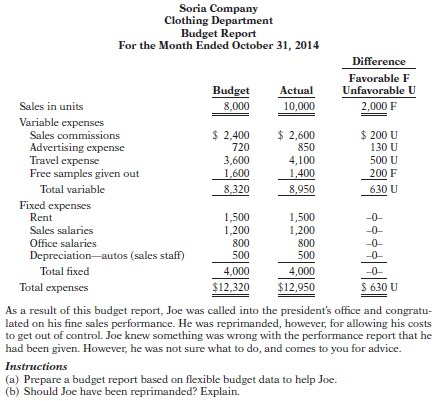 Soria Company
Clothing Department
Budget Report
For the Month Ended October 31, 2014
Difference
Favorable F
Budget Actual Unfavorable U
Sales in units 8,000 10,000 2,000 F
Variable expenses
Sales commissions $ 2,400 $ 2,600 $ 200 U
Advertising expense 720 850 130 U
Travel expense 3,600 4,100 500 U
Free samples given out 1,600 1,400 200 F
Total variable 8,320 8,950 630 U
Fixed expenses
Rent 1,500 1,500 -0-
Sales salaries 1,200 1,200 -0-
Office salaries 800 800 -0-
Depreciation—autos (sales staff) 500 500 -0-
Total fixed 4,000 4,000 -0-
Total expenses $12,320 $12,950 $ 630 U
As a result of this budget report, Joe was called into the president's office and congratu-
lated on his fine sales performance. He was reprimanded, however, for allowing his costs
to get out of control. Joe knew something was wrong with the performance report that he
had been given. However, he was not sure what to do, and comes to you for advice.
Instructions
(a) Prepare a budget report based on flexible budget data to help Joe.
(b) Should Joe have been reprimanded? Explain.